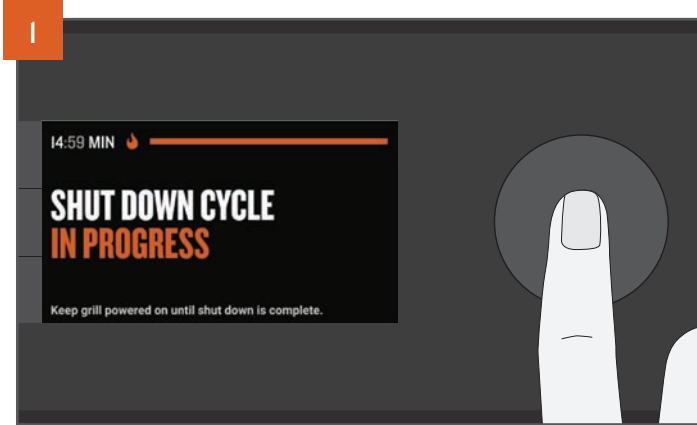 1
14:59 MIN
SHUT DOWN CYCLE
IN PROGRESS
Keep grill powered on until shut down is complete.